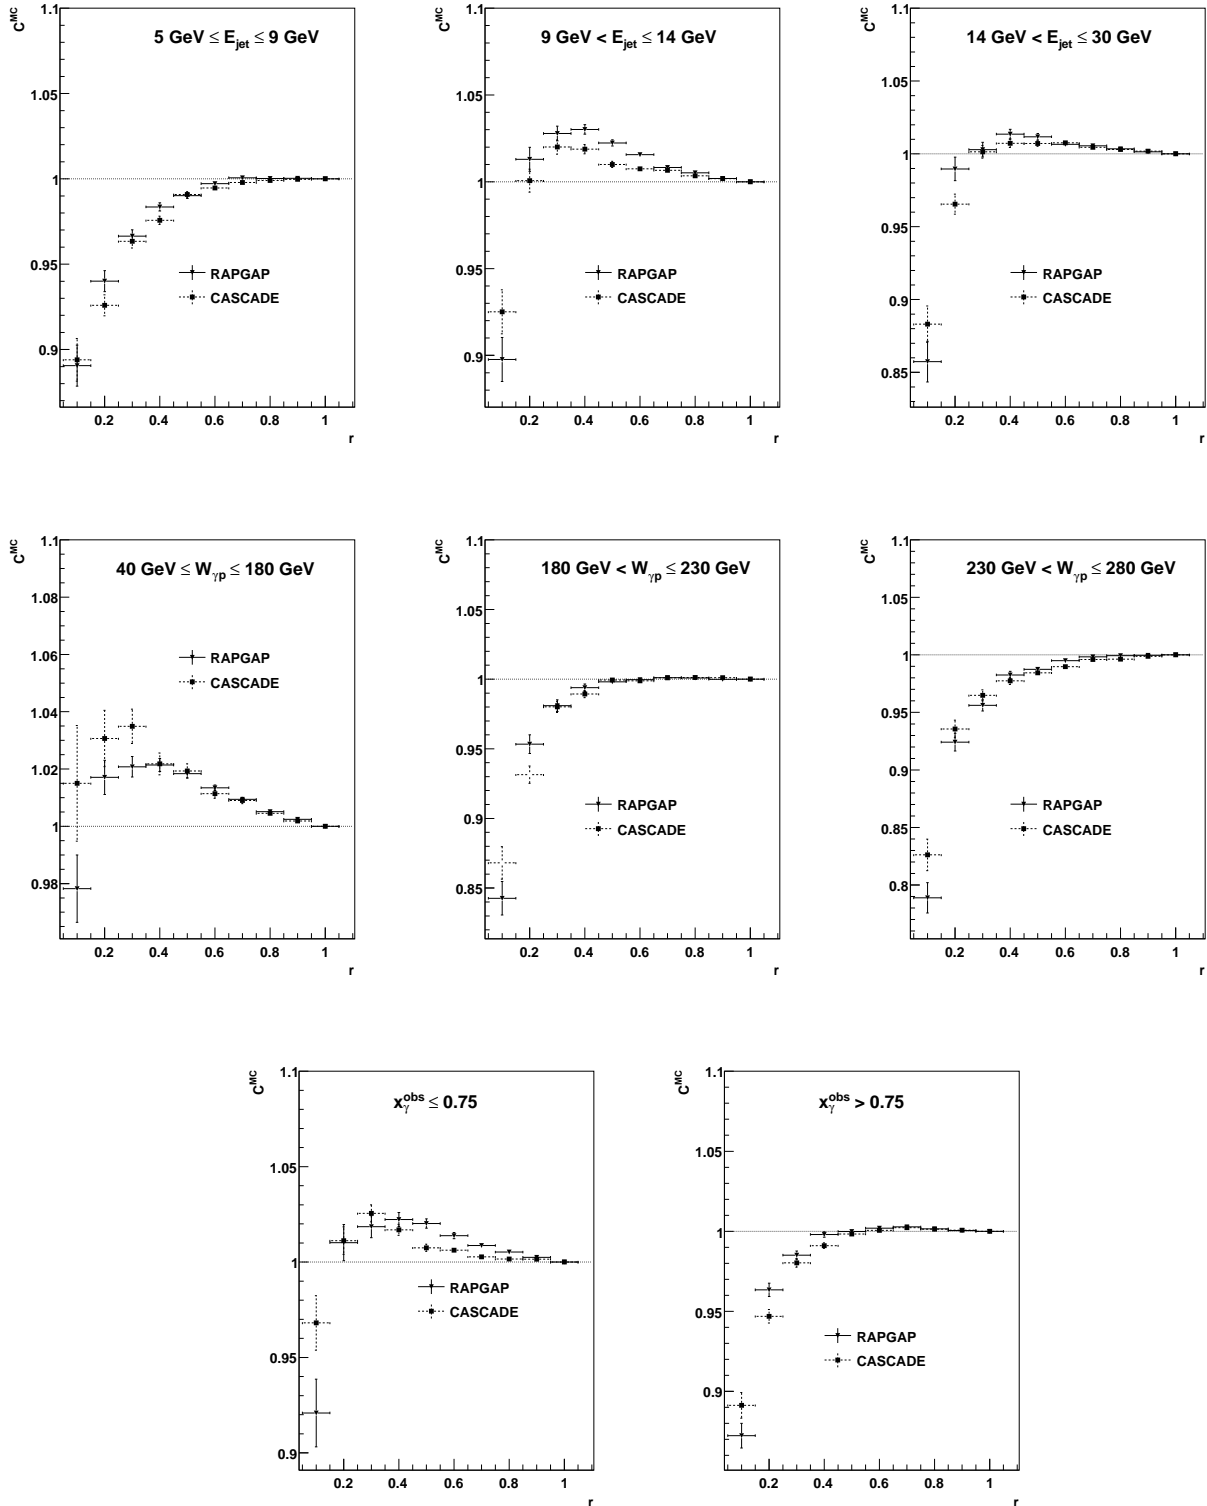 C^MC
1.1
5 GeV ≤ E_jet ≤ 9 GeV
1.05
1
0.95
RAPGAP
CASCADE
0.9
0.2 0.4 0.6 0.8 1
r
C^MC
1.1
9 GeV < E_jet ≤ 14 GeV
1.05
1
0.95
RAPGAP
CASCADE
0.9
0.2 0.4 0.6 0.8 1
r
C^MC
1.1
14 GeV < E_jet ≤ 30 GeV
1.05
1
0.95
RAPGAP
CASCADE
0.9
0.85
0.2 0.4 0.6 0.8 1
r
C^MC
1.1
40 GeV ≤ W_γp ≤ 180 GeV
1.08
1.06
RAPGAP
CASCADE
1.04
1.02
1
0.98
0.2 0.4 0.6 0.8 1
r
C^MC
1.1
180 GeV < W_γp ≤ 230 GeV
1.05
1
0.95
RAPGAP
CASCADE
0.9
0.85
0.2 0.4 0.6 0.8 1
r
C^MC
1.1
230 GeV < W_γp ≤ 280 GeV
1.05
1
0.95
0.9
RAPGAP
CASCADE
0.85
0.8
0.2 0.4 0.6 0.8 1
r
C^MC
1.1
x_γ^obs ≤ 0.75
1.05
1
RAPGAP
CASCADE
0.95
0.9
0.2 0.4 0.6 0.8 1
r
C^MC
1.1
x_γ^obs > 0.75
1.05
1
0.95
RAPGAP
CASCADE
0.9
0.2 0.4 0.6 0.8 1
r